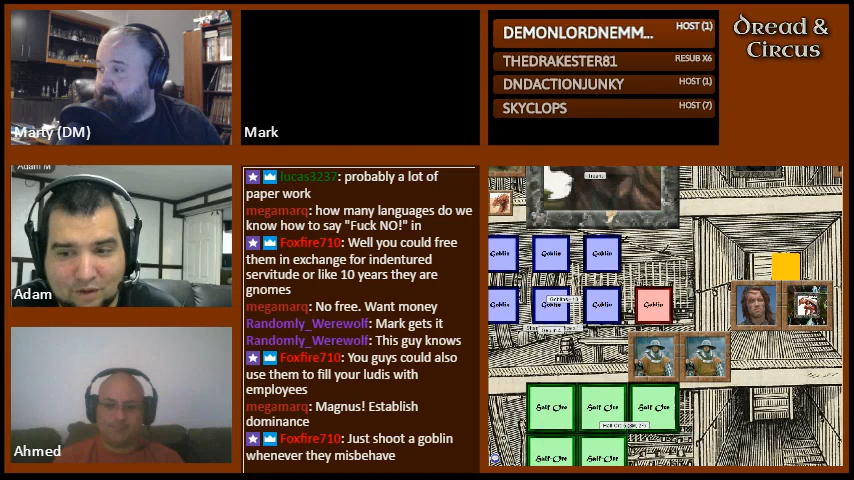 Marty (DM)
Mark
DEMONLORDNEMM...
HOST (1)
THEDRAKESTER81
RESUB X6
DNDACTIONJUNKY
HOST (1)
SKYCLOPS
HOST (7)
Dread &
Circus
Adam M
Adam
Ahmed
lucas3237: probably a lot of
paper work
megamarq: how many languages do we
know how to say "Fuck NO!" in
Foxfire710: Well you could free
them in exchange for indentured
servitude or like 10 years they are
gnomes
megamarq: No free. Want money
Randomly_Werewolf: Mark gets it
Randomly_Werewolf: This guy knows
Foxfire710: You guys could also
use them to fill your ludis with
employees
megamarq: Magnus! Establish
dominance
Foxfire710: Just shoot a goblin
whenever they misbehave
Goblin
Goblin
Goblin
Goblin
Goblin
Goblin
Half-Orc
Half-Orc
Half-Orc
Half-Orc
Half-Orc